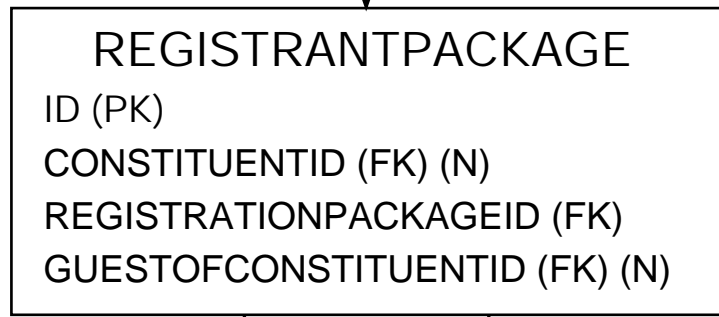 REGISTRANTPACKAGE
ID (PK)
CONSTITUENTID (FK) (N)
REGISTRATIONPACKAGEID (FK)
GUESTOFCONSTITUENTID (FK) (N)